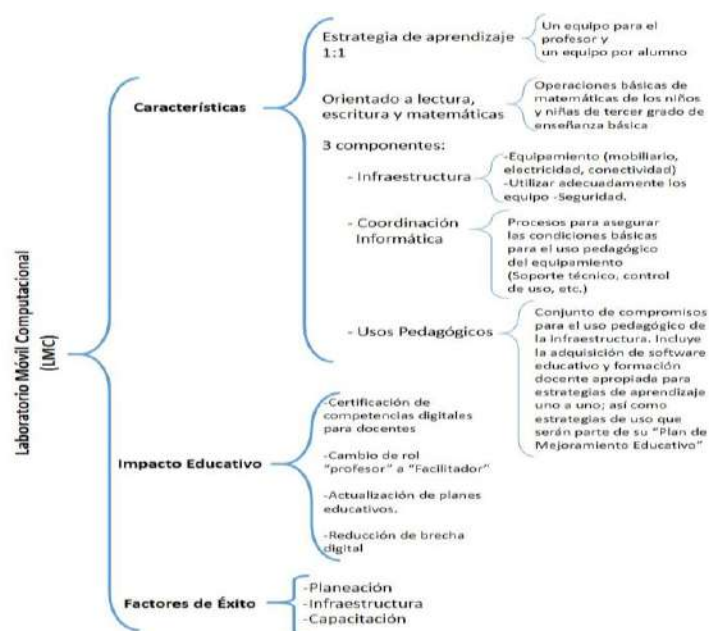 Laboratorio Móvil Computacional
(LMC)
Características
Estrategia de aprendizaje
1:1
Un equipo para el
profesor y
un equipo por alumno
Orientado a lectura,
escritura y matemáticas
Operaciones básicas de
matemáticas de los niños
y niñas de tercer grado de
enseñanza básica
3 componentes:
- Infraestructura
-Equipamiento (mobiliario,
electricidad, conectividad)
-Utilizar adecuadamente los
equipo -Seguridad.
- Coordinación
Informática
Procesos para asegurar
las condiciones básicas
para el uso pedagógico
del equipamiento
(Soporte técnico, control
de uso, etc.)
- Usos Pedagógicos
Conjunto de compromisos
para el uso pedagógico de
la infraestructura. Incluye
la adquisición de software
educativo y formación
docente apropiada para
estrategias de aprendizaje
uno a uno; así como
estrategias de uso que
serán parte de su "Plan de
Mejoramiento Educativo"
Impacto Educativo
-Certificación de
competencias digitales
para docentes
-Cambio de rol
"profesor" a "Facilitador"
-Actualización de planes
educativos.
-Reducción de brecha
digital
Factores de Éxito
-Planeación
-Infraestructura
-Capacitación